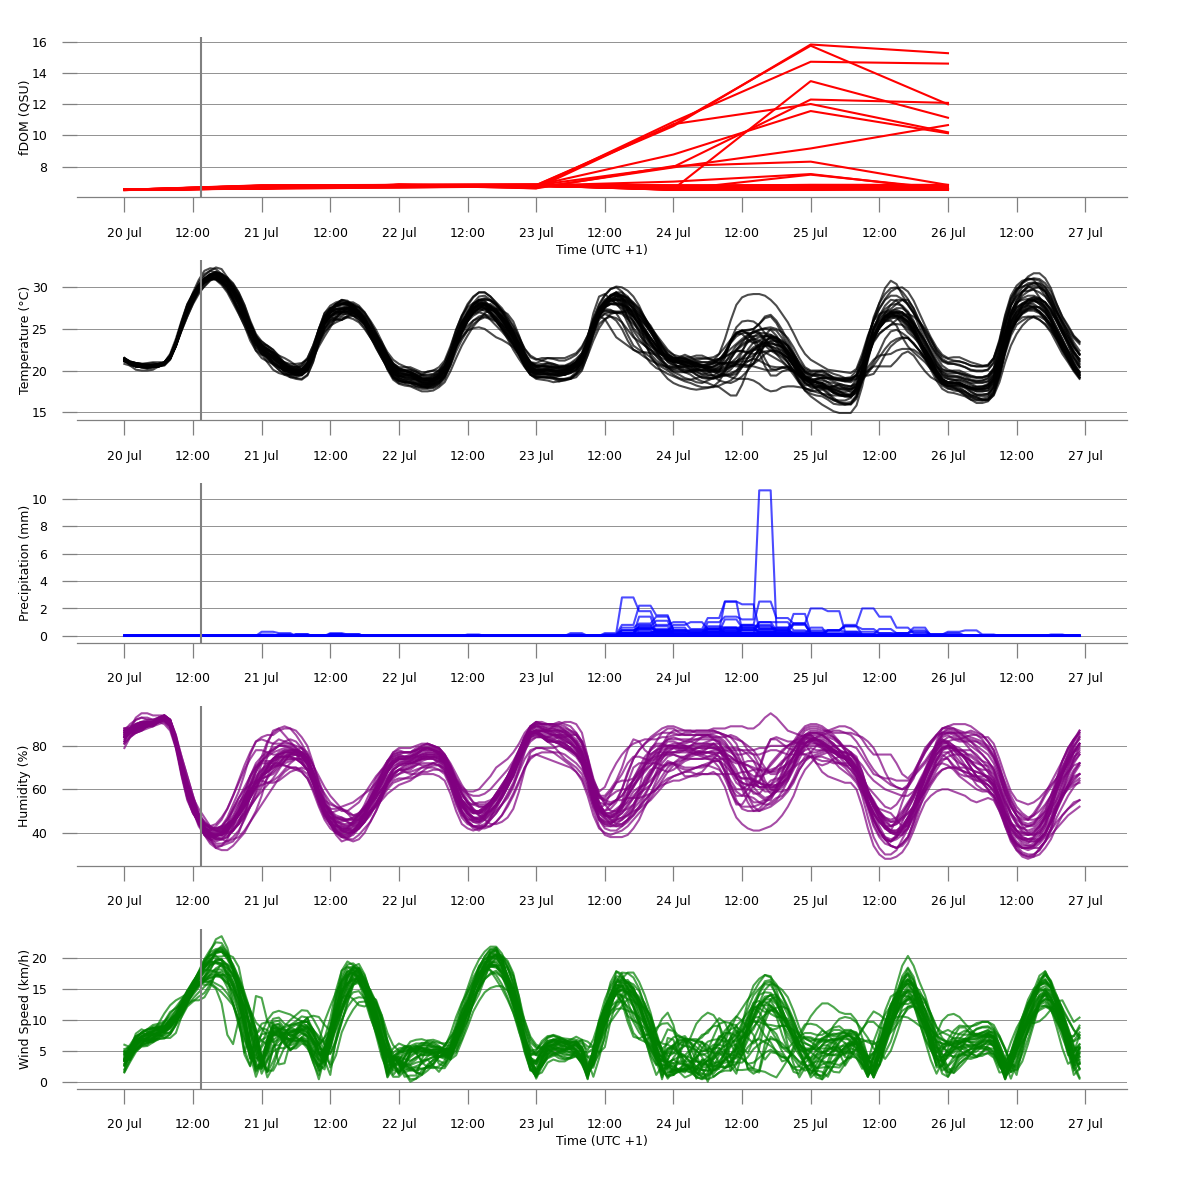 16
14
12
10
8
fDOM (QSU)
20 Jul 12:00 21 Jul 12:00 22 Jul 12:00 23 Jul 12:00 24 Jul 12:00 25 Jul 12:00 26 Jul 12:00 27 Jul
Time (UTC +1)
30
25
20
15
Temperature (°C)
20 Jul 12:00 21 Jul 12:00 22 Jul 12:00 23 Jul 12:00 24 Jul 12:00 25 Jul 12:00 26 Jul 12:00 27 Jul
10
8
6
4
2
0
Precipitation (mm)
20 Jul 12:00 21 Jul 12:00 22 Jul 12:00 23 Jul 12:00 24 Jul 12:00 25 Jul 12:00 26 Jul 12:00 27 Jul
80
60
40
Humidity (%)
20 Jul 12:00 21 Jul 12:00 22 Jul 12:00 23 Jul 12:00 24 Jul 12:00 25 Jul 12:00 26 Jul 12:00 27 Jul
20
15
10
5
0
Wind Speed (km/h)
20 Jul 12:00 21 Jul 12:00 22 Jul 12:00 23 Jul 12:00 24 Jul 12:00 25 Jul 12:00 26 Jul 12:00 27 Jul
Time (UTC +1)